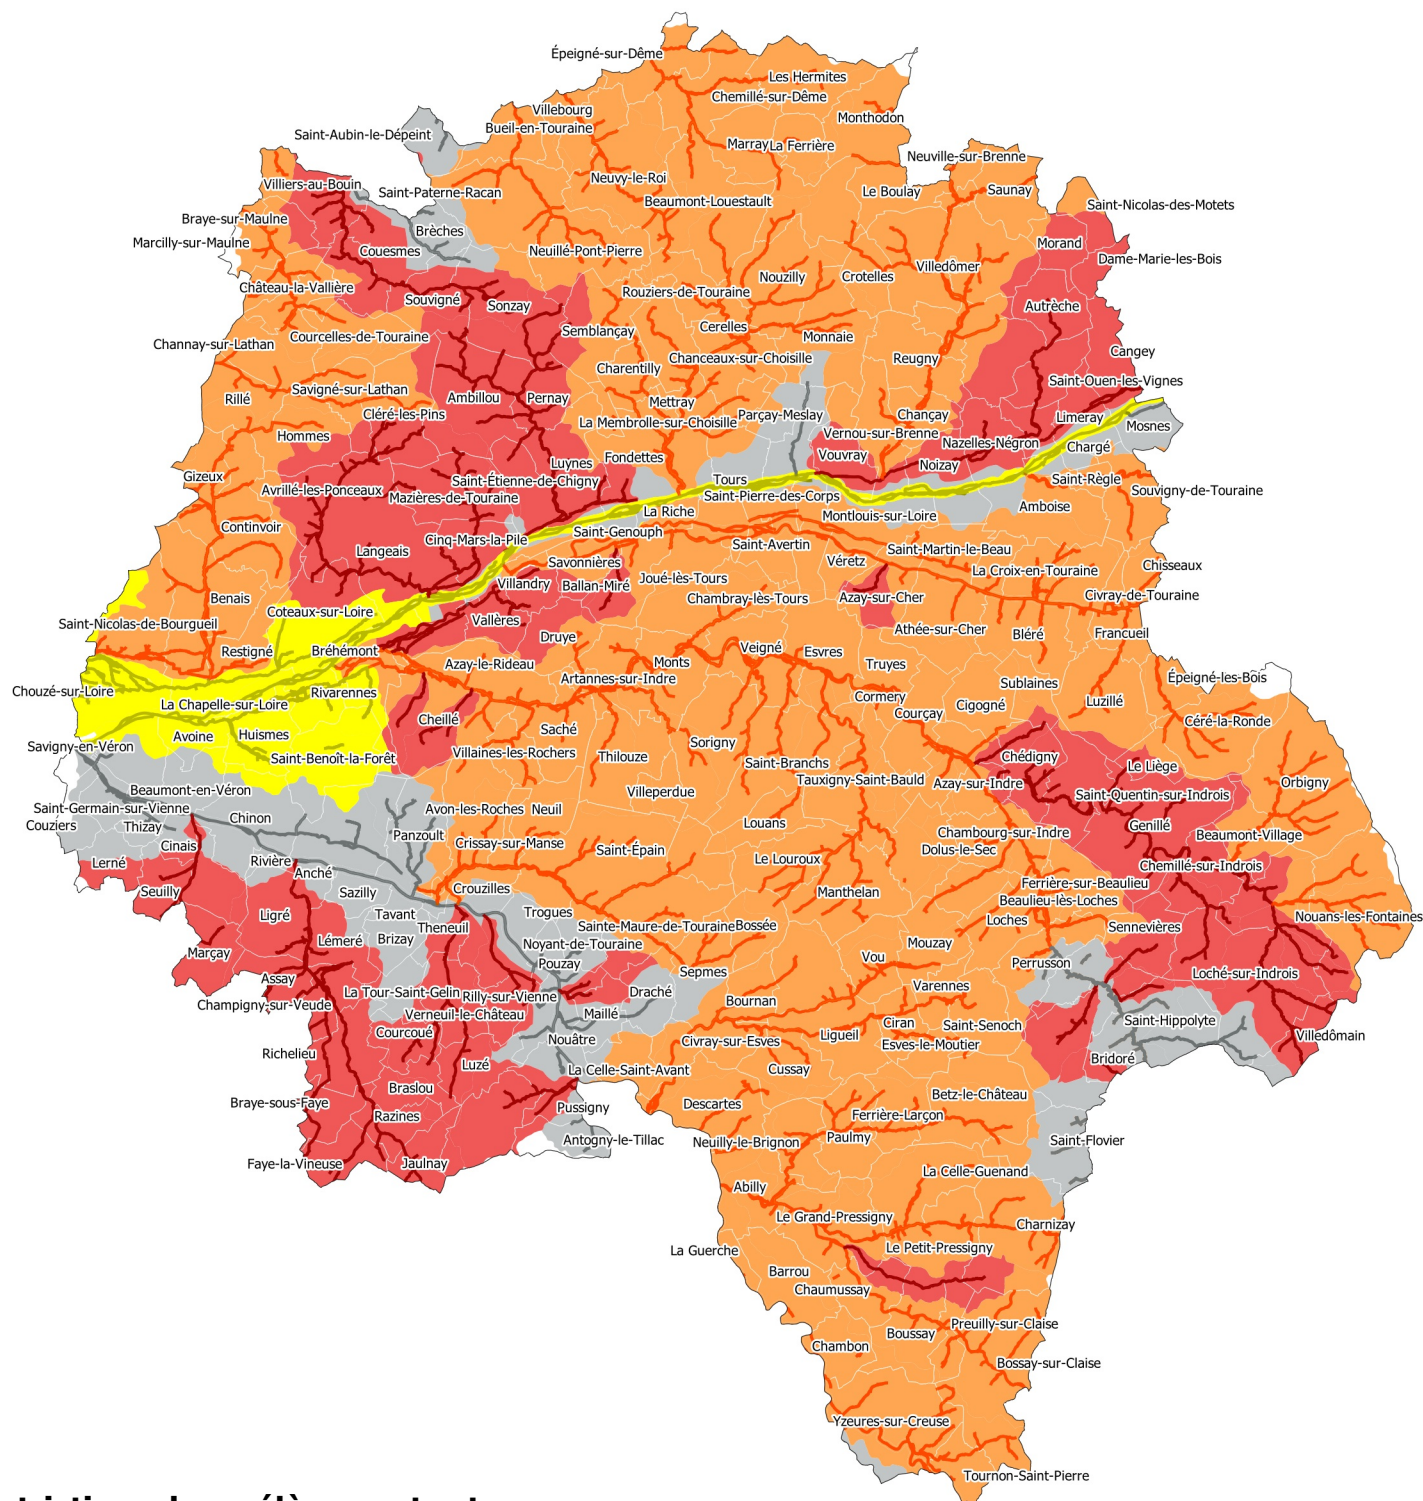 Épeigné-sur-Dême
Les Hermites
Chemillé-sur-Dême
Villebourg
Monthodon
Bueil-en-Touraine
Saint-Aubin-le-Dépeint
Marray
La Ferrière
Neuville-sur-Brenne
Neuvy-le-Roi
Villiers-au-Bouin
Saint-Paterne-Racan
Le Boulay
Saunay
Beaumont-Louestault
Saint-Nicolas-des-Motets
Braye-sur-Maulne
Brèches
Marcilly-sur-Maulne
Couesmes
Neuillé-Pont-Pierre
Morand
Dame-Marie-les-Bois
Villedômer
Nouzilly
Crotelles
Château-la-Vallière
Rouziers-de-Touraine
Souvigné
Sonzay
Autrèche
Cerelles
Semblançay
Courcelles-de-Touraine
Monnaie
Channay-sur-Lathan
Cangey
Chanceaux-sur-Choisille
Reugny
Charentilly
Saint-Ouen-les-Vignes
Savigné-sur-Lathan
Rillé
Ambillou
Pernay
Mettray
Cléré-les-Pins
Parçay-Meslay
Chançay
Limeray
La Membrolle-sur-Choisille
Mosnes
Hommes
Vernou-sur-Brenne
Nazelles-Négron
Chargé
Vouvray
Fondettes
Luynes
Noizay
Gizeux
Saint-Étienne-de-Chigny
Tours
Saint-Règle
Avrillé-les-Ponceaux
Souvigny-de-Touraine
Mazières-de-Touraine
Saint-Pierre-des-Corps
Amboise
La Riche
Montlouis-sur-Loire
Continvoir
Saint-Genouph
Cinq-Mars-la-Pile
Saint-Avertin
Langeais
Saint-Martin-le-Beau
Savonnières
Véretz
Chisseaux
La Croix-en-Touraine
Joué-lès-Tours
Villandry
Ballan-Miré
Civray-de-Touraine
Benais
Chambray-lès-Tours
Azay-sur-Cher
Coteaux-sur-Loire
Vallères
Saint-Nicolas-de-Bourgueil
Athée-sur-Cher
Bléré
Francueil
Druye
Veigné
Restigné
Bréhémont
Esvres
Azay-le-Rideau
Monts
Truyes
Artannes-sur-Indre
Épeigné-les-Bois
Sublaines
Chouzé-sur-Loire
Rivarennes
Cormery
Luzillé
La Chapelle-sur-Loire
Cigogné
Courçay
Cheillé
Céré-la-Ronde
Saché
Avoine
Huismes
Sorigny
Savigny-en-Véron
Villaines-les-Rochers
Thilouze
Chédigny
Saint-Benoît-la-Forêt
Saint-Branchs
Le Liège
Tauxigny-Saint-Bauld
Azay-sur-Indre
Orbigny
Beaumont-en-Véron
Villeperdue
Saint-Quentin-sur-Indrois
Saint-Germain-sur-Vienne
Avon-les-Roches
Neuil
Chinon
Couziers
Thizay
Louans
Genillé
Panzoult
Chambourg-sur-Indre
Beaumont-Village
Crissay-sur-Manse
Cinais
Saint-Épain
Dolus-le-Sec
Lerné
Rivière
Le Louroux
Chemillé-sur-Indrois
Anché
Ferrière-sur-Beaulieu
Seuilly
Sazilly
Crouzilles
Manthelan
Beaulieu-lès-Loches
Ligré
Tavant
Trogues
Loches
Nouans-les-Fontaines
Theneuil
Sainte-Maure-de-Touraine
Bossée
Sennevières
Lémeré
Brizay
Noyant-de-Touraine
Mouzay
Marçay
Vou
Pouzay
Perrusson
Sepmes
Loché-sur-Indrois
Assay
Varennes
La Tour-Saint-Gelin
Rilly-sur-Vienne
Draché
Bournan
Champigny-sur-Veude
Verneuil-le-Château
Maillé
Saint-Hippolyte
Ciran
Saint-Senoch
Courcoué
Ligueil
Villedômain
Nouâtre
Civray-sur-Esves
Esves-le-Moutier
Richelieu
Bridoré
Luzé
La Celle-Saint-Avant
Cussay
Braslou
Betz-le-Château
Braye-sous-Faye
Pussigny
Descartes
Razines
Ferrière-Larçon
Antogny-le-Tillac
Neuilly-le-Brignon
Paulmy
Saint-Flovier
Faye-la-Vineuse
Jaulnay
La Celle-Guenand
Abilly
Le Grand-Pressigny
Charnizay
La Guerche
Le Petit-Pressigny
Barrou
Chaumussay
Preuilly-sur-Claise
Boussay
Chambon
Bossay-sur-Claise
Yzeures-sur-Creuse
Tournon-Saint-Pierre